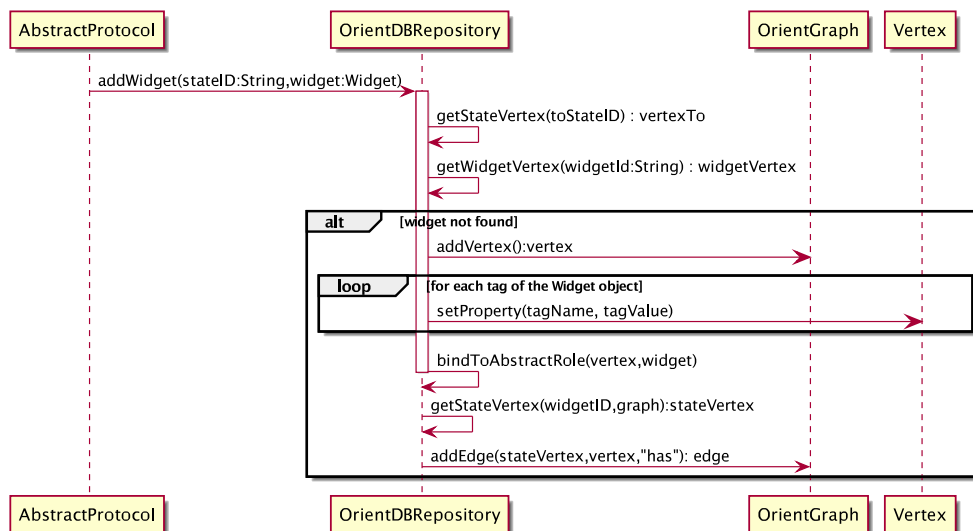 AbstractProtocol OrientDBRepository OrientGraph Vertex
addWidget(stateID:String,widget:Widget)
getStateVertex(toStateID) : vertexTo
getWidgetVertex(widgetId:String) : widgetVertex
alt [widget not found]
addVertex():vertex
loop [for each tag of the Widget object]
setProperty(tagName, tagValue)
bindToAbstractRole(vertex,widget)
getStateVertex(widgetID,graph):stateVertex
addEdge(stateVertex,vertex,"has"): edge
AbstractProtocol OrientDBRepository OrientGraph Vertex